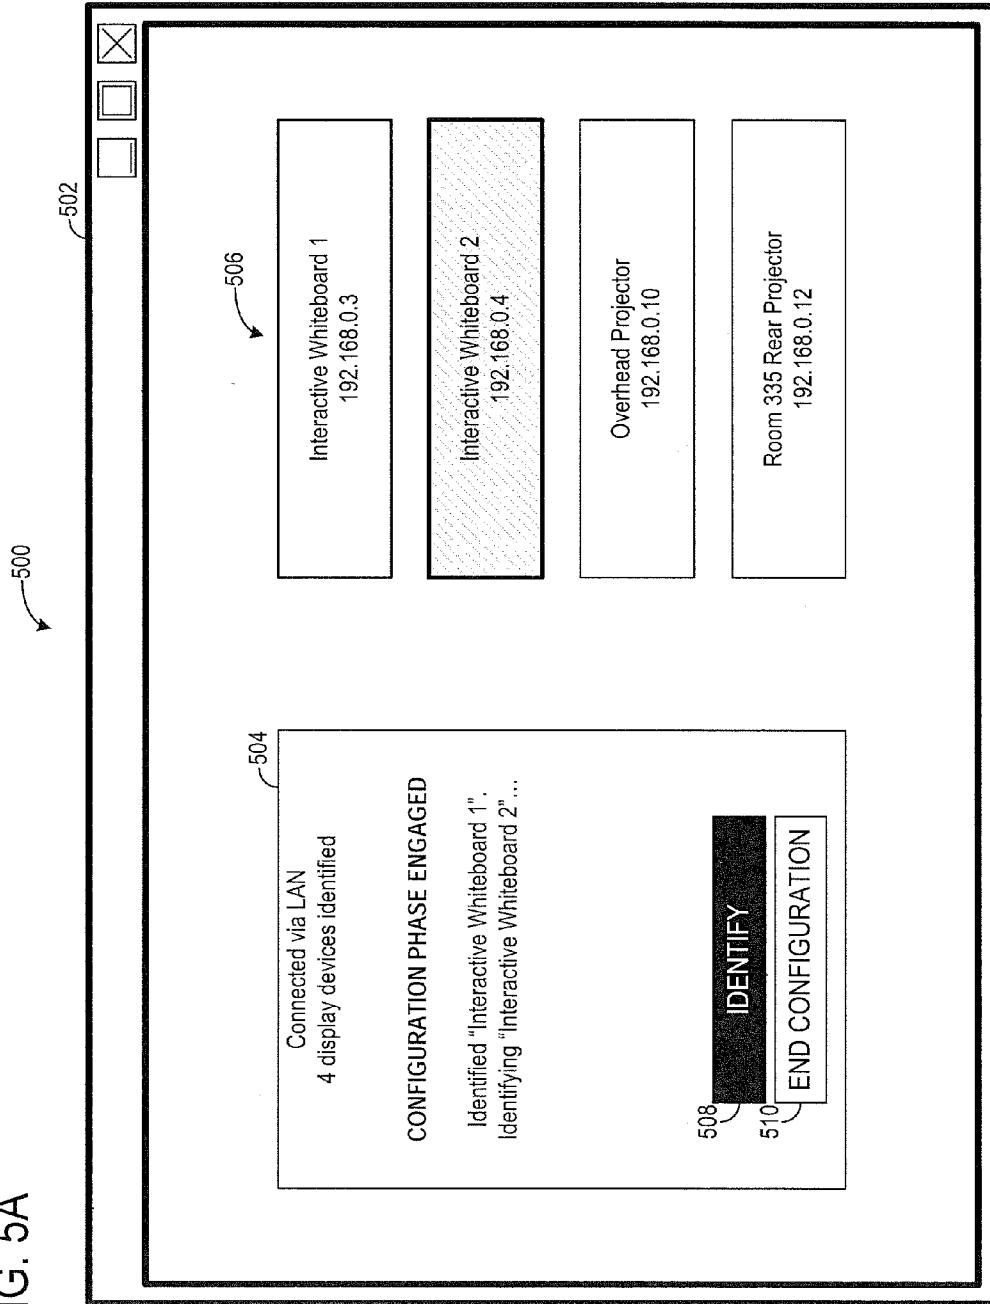 G. 5A
500
502
504
Connected via LAN
4 display devices identified
CONFIGURATION PHASE ENGAGED
Identified “Interactive Whiteboard 1”.
Identifying “Interactive Whiteboard 2”...
508
IDENTIFY
510
END CONFIGURATION
506
Interactive Whiteboard 1
192.168.0.3
Interactive Whiteboard 2
192.168.0.4
Overhead Projector
192.168.0.10
Room 335 Rear Projector
192.168.0.12